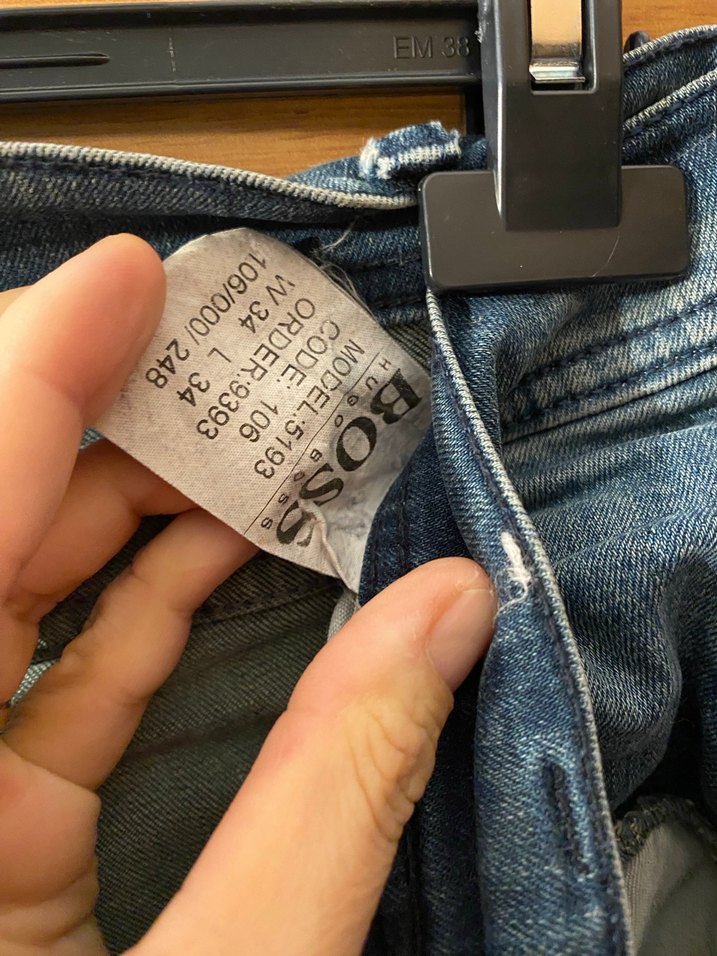 EM 38
BOSS
HUGO BOSS
MODEL:5193
CODE: 106
ORDER:9393
W 34 L 34
106/000/ 248